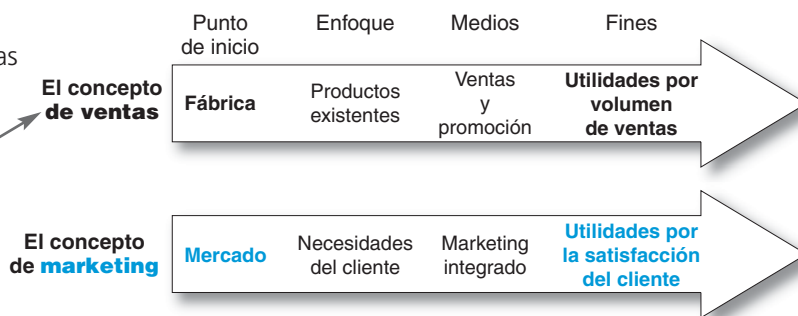 Punto
de inicio
Enfoque
Medios
Fines
as
El concepto
de ventas
Fábrica
Productos
existentes
Ventas
y
promoción
Utilidades por
volumen
de ventas
El concepto
de marketing
Mercado
Necesidades
del cliente
Marketing
integrado
Utilidades por
la satisfacción
del cliente